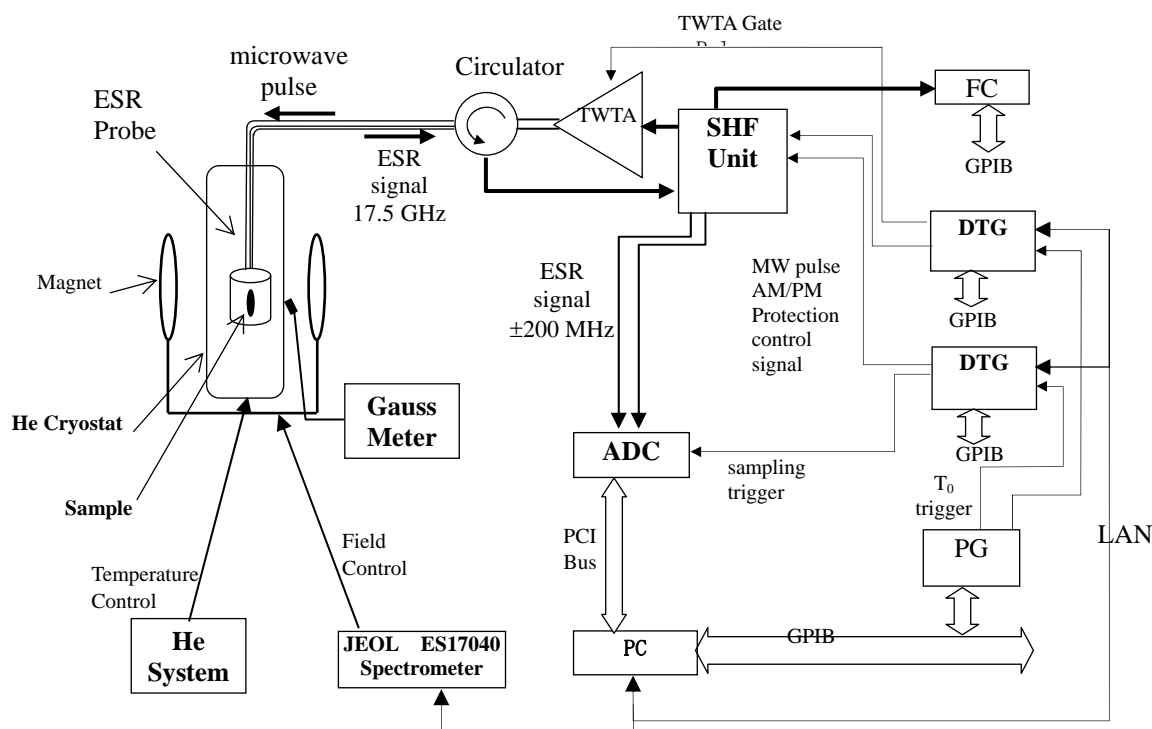 TWTA Gate
microwave
pulse
Circulator
ESR
Probe
TWTA
SHF
Unit
FC
GPIB
ESR
signal
17.5 GHz
DTG
GPIB
Magnet
ESR
signal
±200 MHz
MW pulse
AM/PM
Protection
control
signal
DTG
GPIB
Gauss
Meter
He Cryostat
ADC
sampling
trigger
Sample
T₀
trigger
PCI
Bus
PG
LAN
Field
Control
Temperature
Control
He
System
JEOL ES17040
Spectrometer
PC
GPIB